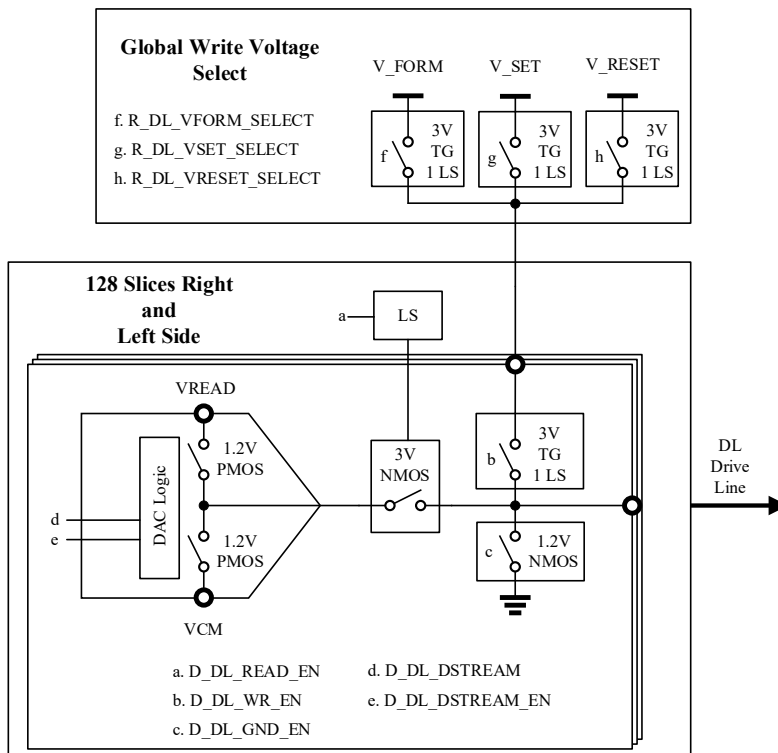 Global Write Voltage
Select
f. R_DL_VFORM_SELECT
g. R_DL_VSET_SELECT
h. R_DL_VRESET_SELECT
V_FORM
V_SET
V_RESET
f
3V
TG
1 LS
g
3V
TG
1 LS
h
3V
TG
1 LS
128 Slices Right
and
Left Side
a
LS
VREAD
1.2V
PMOS
DAC Logic
d
e
1.2V
PMOS
VCM
3V
NMOS
b
3V
TG
1 LS
c
1.2V
NMOS
DL
Drive
Line
a. D_DL_READ_EN
b. D_DL_WR_EN
c. D_DL_GND_EN
d. D_DL_DSTREAM
e. D_DL_DSTREAM_EN